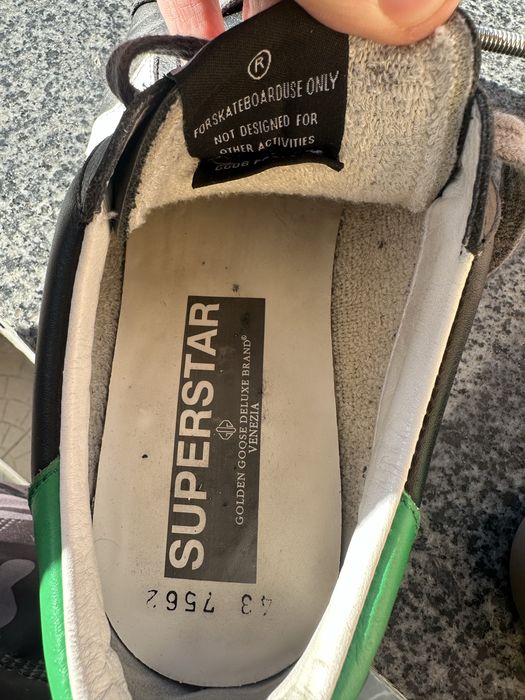 ®
FORSKATEBOARDUSE ONLY
NOT DESIGNED FOR
OTHER ACTIVITIES
SUPERSTAR
GOLDEN GOOSE DELUXE BRAND®
VENEZIA
43 7562